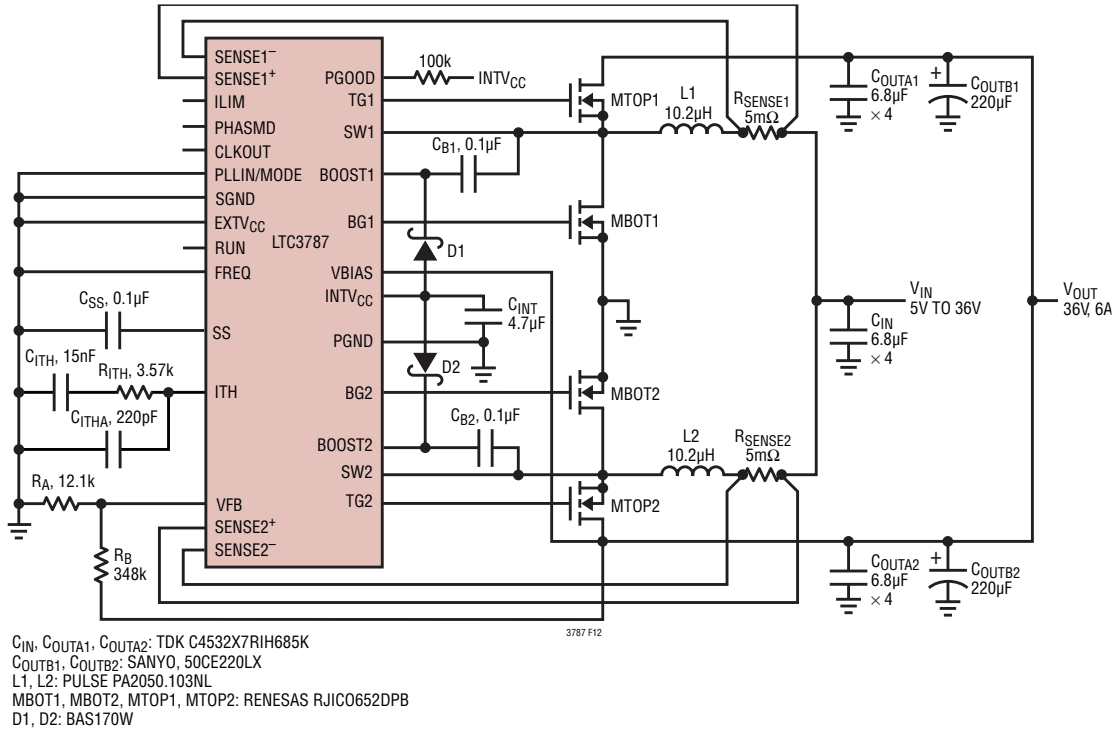 SENSE1–
SENSE1+
ILIM
PHASMD
CLKOUT
PLLIN/MODE
SGND
EXTVCC
RUN
FREQ
SS
ITH
VFB
SENSE2+
SENSE2–
LTC3787
PGOOD
TG1
SW1
BOOST1
BG1
VBIAS
INTVCC
PGND
BG2
BOOST2
SW2
TG2
100k
INTVCC
CB1, 0.1µF
D1
CINT
4.7µF
D2
CB2, 0.1µF
MTOP1
MBOT1
MBOT2
MTOP2
L1
10.2µH
RSENSE1
5mΩ
L2
10.2µH
RSENSE2
5mΩ
COUTA1
6.8µF
× 4
+
COUTB1
220µF
VIN
5V TO 36V
CIN
6.8µF
× 4
VOUT
36V, 6A
COUTA2
6.8µF
× 4
+
COUTB2
220µF
CSS, 0.1µF
CITH, 15nF
RITH, 3.57k
CITHA, 220pF
RA, 12.1k
RB
348k
3787 F12
CIN, COUTA1, COUTA2: TDK C4532X7RIH685K
COUTB1, COUTB2: SANYO, 50CE220LX
L1, L2: PULSE PA2050.103NL
MBOT1, MBOT2, MTOP1, MTOP2: RENESAS RJICO652DPB
D1, D2: BAS170W